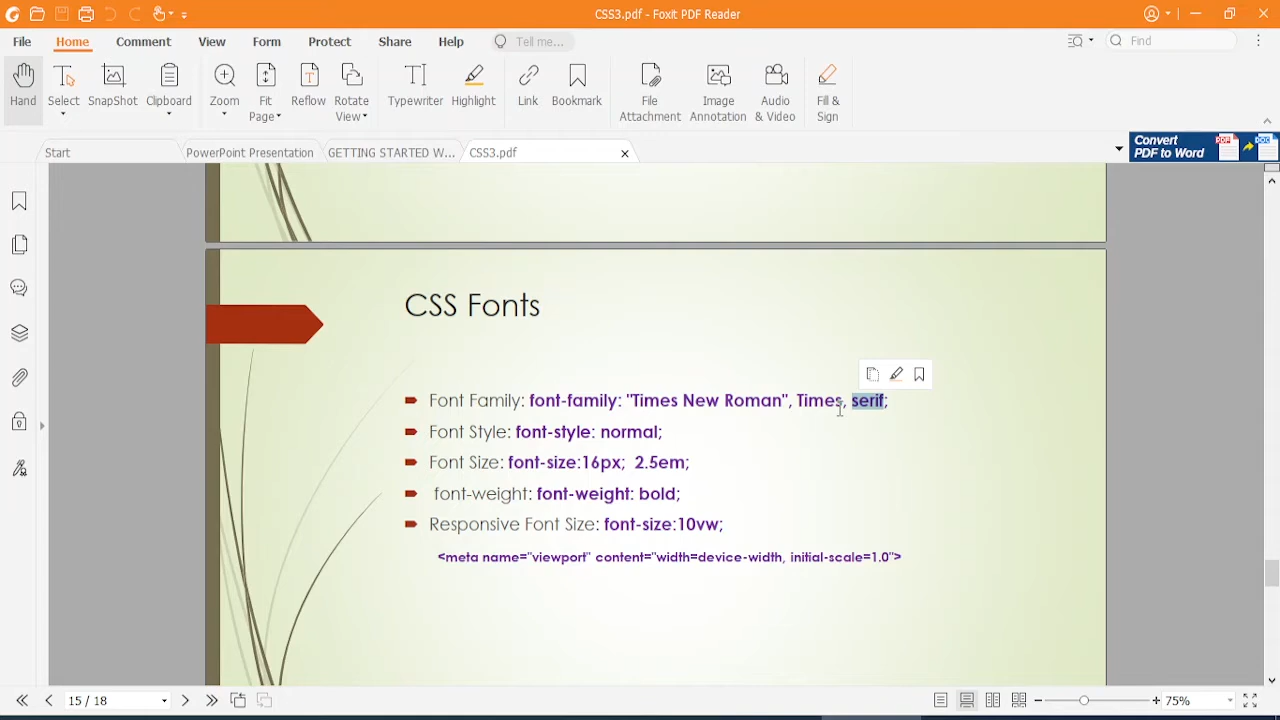 CSS3.pdf - Foxit PDF Reader
File Home Comment View Form Protect Share Help Tell me... Find
Hand Select SnapShot Clipboard Zoom Fit Page Reflow Rotate View Typewriter Highlight Link Bookmark File Attachment Image Annotation Audio & Video Fill & Sign
Start PowerPoint Presentation GETTING STARTED W... CSS3.pdf
Convert
PDF to Word
CSS Fonts
Font Family: font-family: "Times New Roman", Times, serif;
Font Style: font-style: normal;
Font Size: font-size:16px; 2.5em;
font-weight: font-weight: bold;
Responsive Font Size: font-size:10vw;
<meta name="viewport" content="width=device-width, initial-scale=1.0">
15 / 18 75%